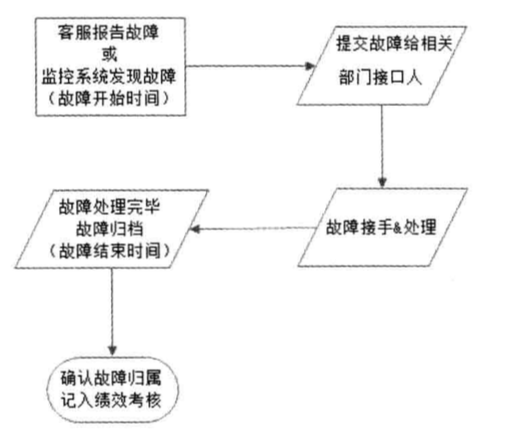 客服报告故障
或
监控系统发现故障
（故障开始时间）
提交故障给相关
部门接口人
故障接手&处理
故障处理完毕
故障归档
（故障结束时间）
确认故障归属
记入绩效考核